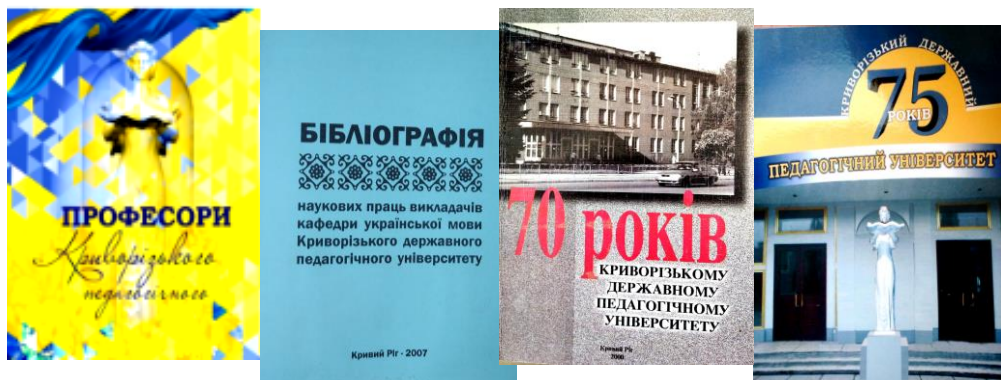 ПРОФЕСОРИ
Криворізького
педагогічного
БІБЛІОГРАФІЯ
наукових праць викладачів
кафедри української мови
Криворізького державного
педагогічного університету
Кривий Ріг - 2007
70 років
КРИВОРІЗЬКОМУ
ДЕРЖАВНОМУ
ПЕДАГОГІЧНОМУ
УНІВЕРСИТЕТУ
Кривий Ріг
2000
КРИВОРІЗЬКИЙ ДЕРЖАВНИЙ
75
РОКІВ
ПЕДАГОГІЧНИЙ УНІВЕРСИТЕТ